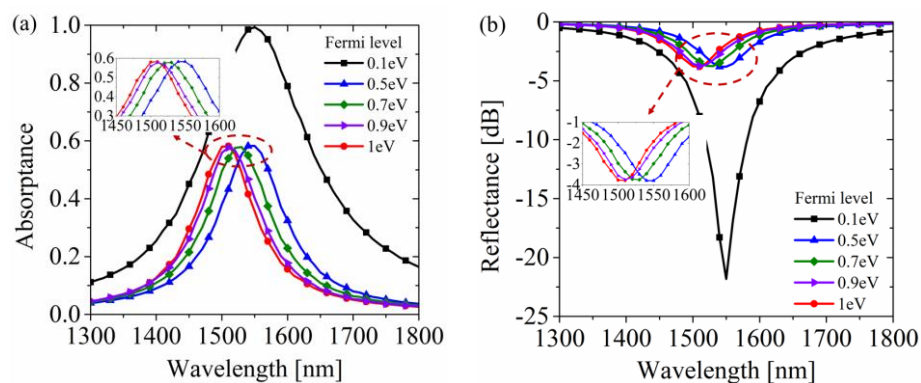 (a)
Absorptance
1.0
0.8
0.6
0.4
0.2
0.0
1300 1400 1500 1600 1700 1800
Wavelength [nm]
Fermi level
0.1eV
0.5eV
0.7eV
0.9eV
1eV
0.6
0.5
0.4
0.3
1450 1500 1550 1600
(b)
Reflectance [dB]
0
-5
-10
-15
-20
-25
1300 1400 1500 1600 1700 1800
Wavelength [nm]
-1
-2
-3
-4
1450 1500 1550 1600
Fermi level
0.1eV
0.5eV
0.7eV
0.9eV
1eV